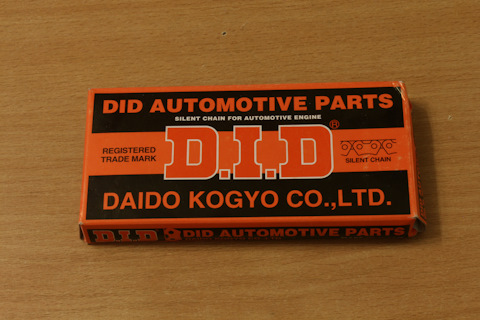 DID AUTOMOTIVE PARTS
SILENT CHAIN FOR AUTOMOTIVE ENGINE
REGISTERED
TRADE MARK
D.I.D®
SILENT CHAIN
DAIDO KOGYO CO.,LTD.
D.I.D DID AUTOMOTIVE PARTS